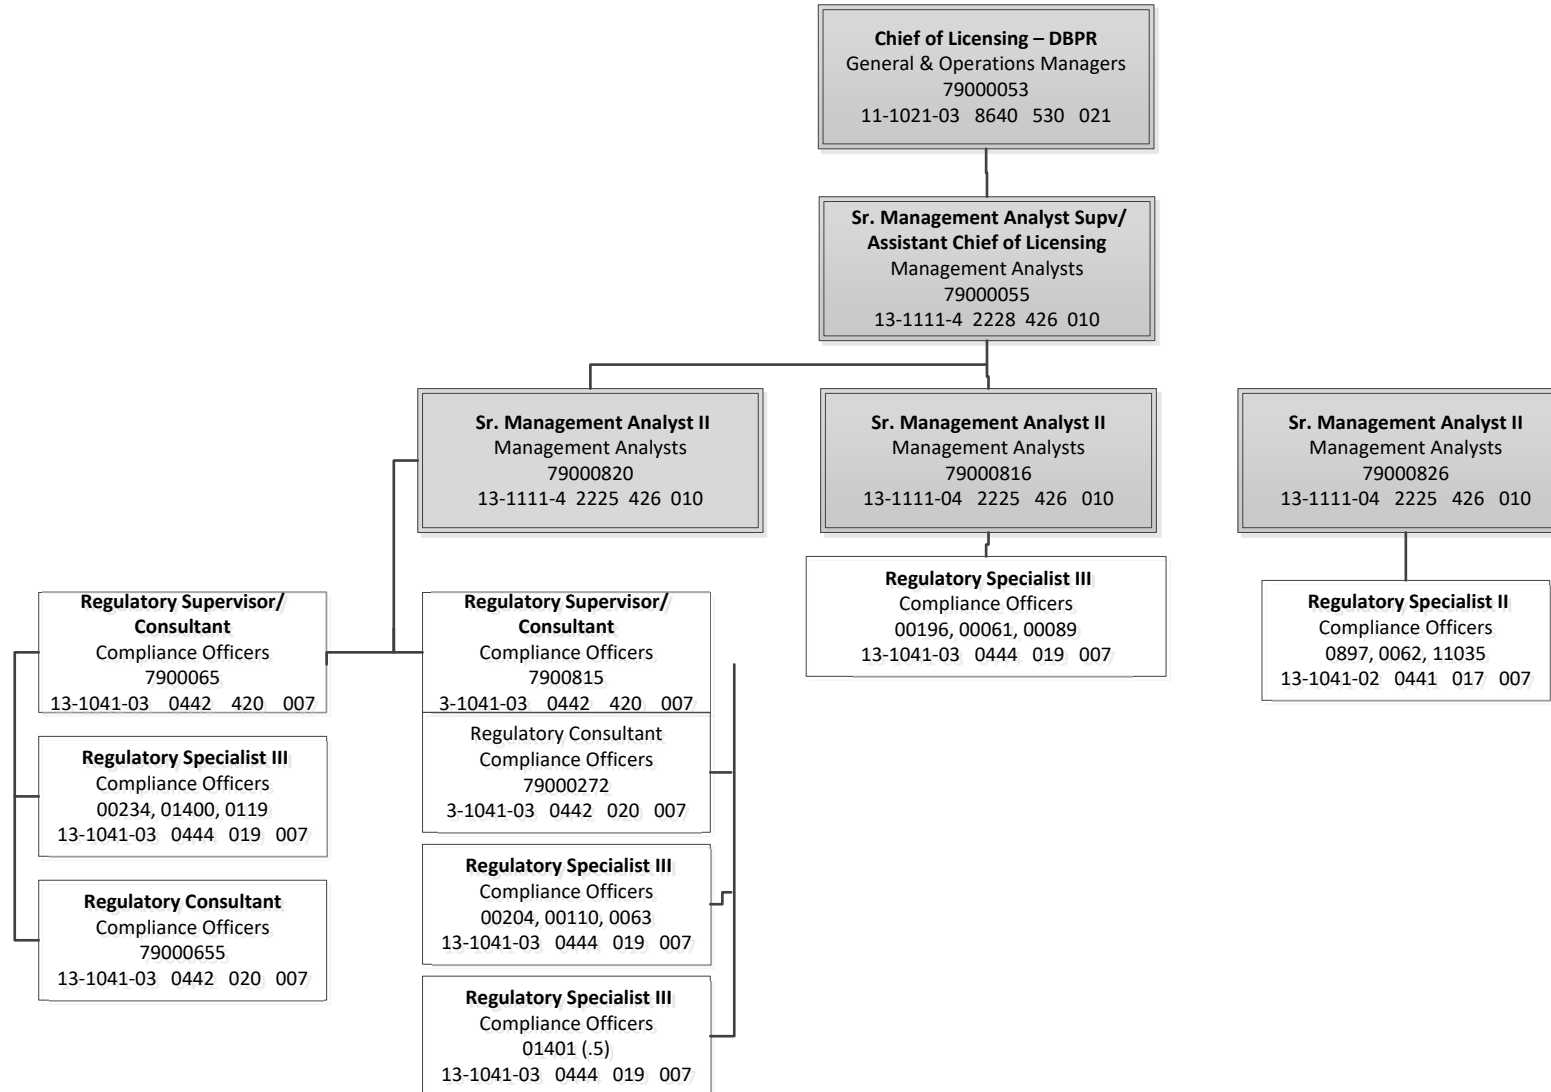 Chief of Licensing – DBPR
General & Operations Managers
79000053
11-1021-03 8640 530 021
Sr. Management Analyst Supv/
Assistant Chief of Licensing
Management Analysts
79000055
13-1111-4 2228 426 010
Sr. Management Analyst II
Management Analysts
79000820
13-1111-4 2225 426 010
Sr. Management Analyst II
Management Analysts
79000816
13-1111-04 2225 426 010
Sr. Management Analyst II
Management Analysts
79000826
13-1111-04 2225 426 010
Regulatory Supervisor/
Consultant
Compliance Officers
7900065
13-1041-03 0442 420 007
Regulatory Specialist III
Compliance Officers
00234, 01400, 0119
13-1041-03 0444 019 007
Regulatory Consultant
Compliance Officers
79000655
13-1041-03 0442 020 007
Regulatory Supervisor/
Consultant
Compliance Officers
7900815
3-1041-03 0442 420 007
Regulatory Consultant
Compliance Officers
79000272
3-1041-03 0442 020 007
Regulatory Specialist III
Compliance Officers
00204, 00110, 0063
13-1041-03 0444 019 007
Regulatory Specialist III
Compliance Officers
01401 (.5)
13-1041-03 0444 019 007
Regulatory Specialist III
Compliance Officers
00196, 00061, 00089
13-1041-03 0444 019 007
Regulatory Specialist II
Compliance Officers
0897, 0062, 11035
13-1041-02 0441 017 007